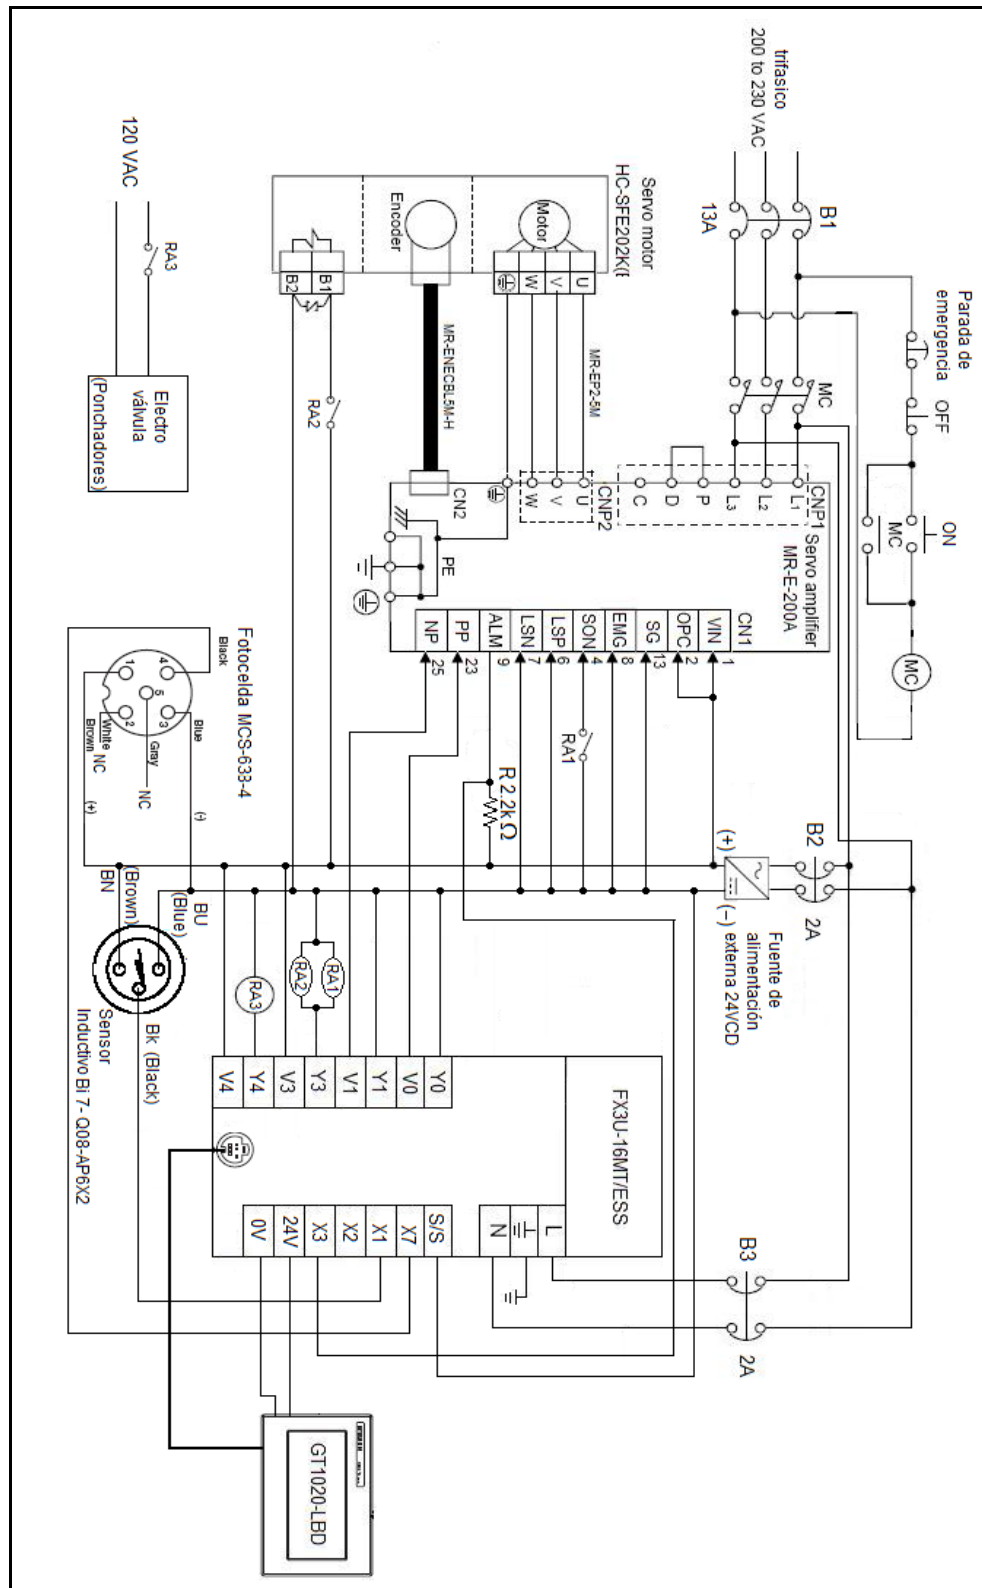 Parada de
emergencia
OFF
ON
MC
MC
trifasico
200 to 230 VAC
B1
13A
MC
CNP1
L1
L2
L3
P
D
C
Servo amplifier
MR-E-200A
CN1
VIN
OPC
SG
EMG
SON
LSP
LSN
ALM
PP
NP
1
2
13
8
4
6
7
9
23
25
RA1
R 2.2kΩ
B2
2A
(+)
(−)
Fuente de
alimentación
externa 24VCD
B3
2A
Servo motor
HC-SFE202K(
Motor
U
V
W
MR-EP2-5M
CNP2
U
V
W
Encoder
MR-ENECBL5M-H
CN2
PE
B1
B2
RA2
120 VAC
RA3
Electro
válvula
(Ponchadores)
FX3U-16MT/ESS
Y0
V0
Y1
V1
Y3
V3
Y4
V4
L
N
S/S
X7
X1
X2
X3
24V
0V
RA1
RA2
RA3
Fotocelda MCS-638-4
Black
Blue
Gray
White
Brown
NC
NC
1
2
3
4
5
(+)
(-)
BN
(Brown)
BU
(Blue)
Bk (Black)
Sensor
Inductivo Bi 7- Q08-AP6X2
GT1020-LBD